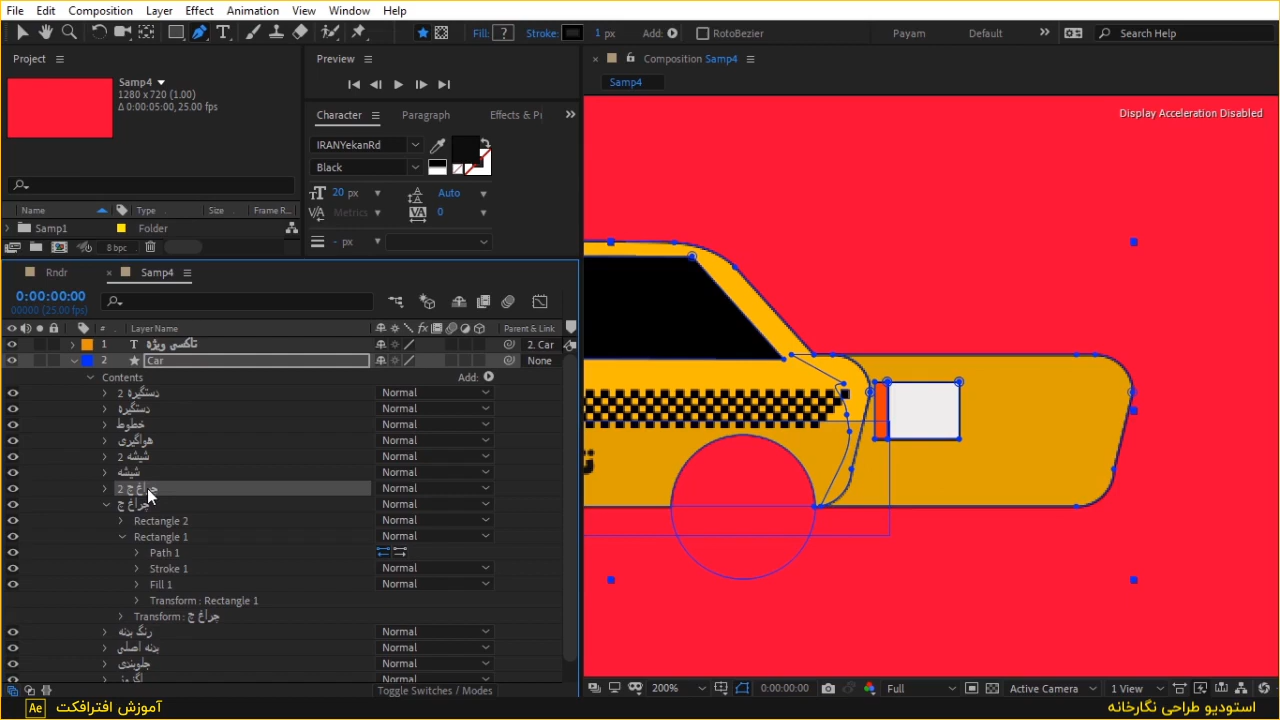 File Edit Composition Layer Effect Animation View Window Help
Fill: ? Stroke: 1 px Add: RotoBezier Payam Default Search Help
Project
Samp4
1280 x 720 (1.00)
Δ 0:00:05:00, 25.00 fps
Name Type Size Frame R...
Samp1 Folder
8 bpc
Preview
Character Paragraph Effects & Pi
IRANYekanRd
Black
20 px Auto
Metrics 0
- px
Composition Samp4
Samp4
Display Acceleration Disabled
Rndr Samp4
0:00:00:00
00000 (25.00 fps)
# Layer Name Parent & Link
1 T تاکسی ویژه 2. Car
2 Car None
Contents Add:
دستگیره 2 Normal
دستگیره Normal
خطوط Normal
هواگیری Normal
شیشه 2 Normal
شیشه Normal
چراغ ج 2 Normal
چراغ ج Normal
Rectangle 2 Normal
Rectangle 1 Normal
Path 1
Stroke 1 Normal
Fill 1 Normal
Transform : Rectangle 1
Transform : چراغ ج
رنگ بدنه Normal
بدنه اصلی Normal
جلوبندی Normal
Normal
Toggle Switches / Modes
200% 0:00:00:00 Full Active Camera 1 View
Ae آموزش افترافکت
استودیو طراحی نگارخانه